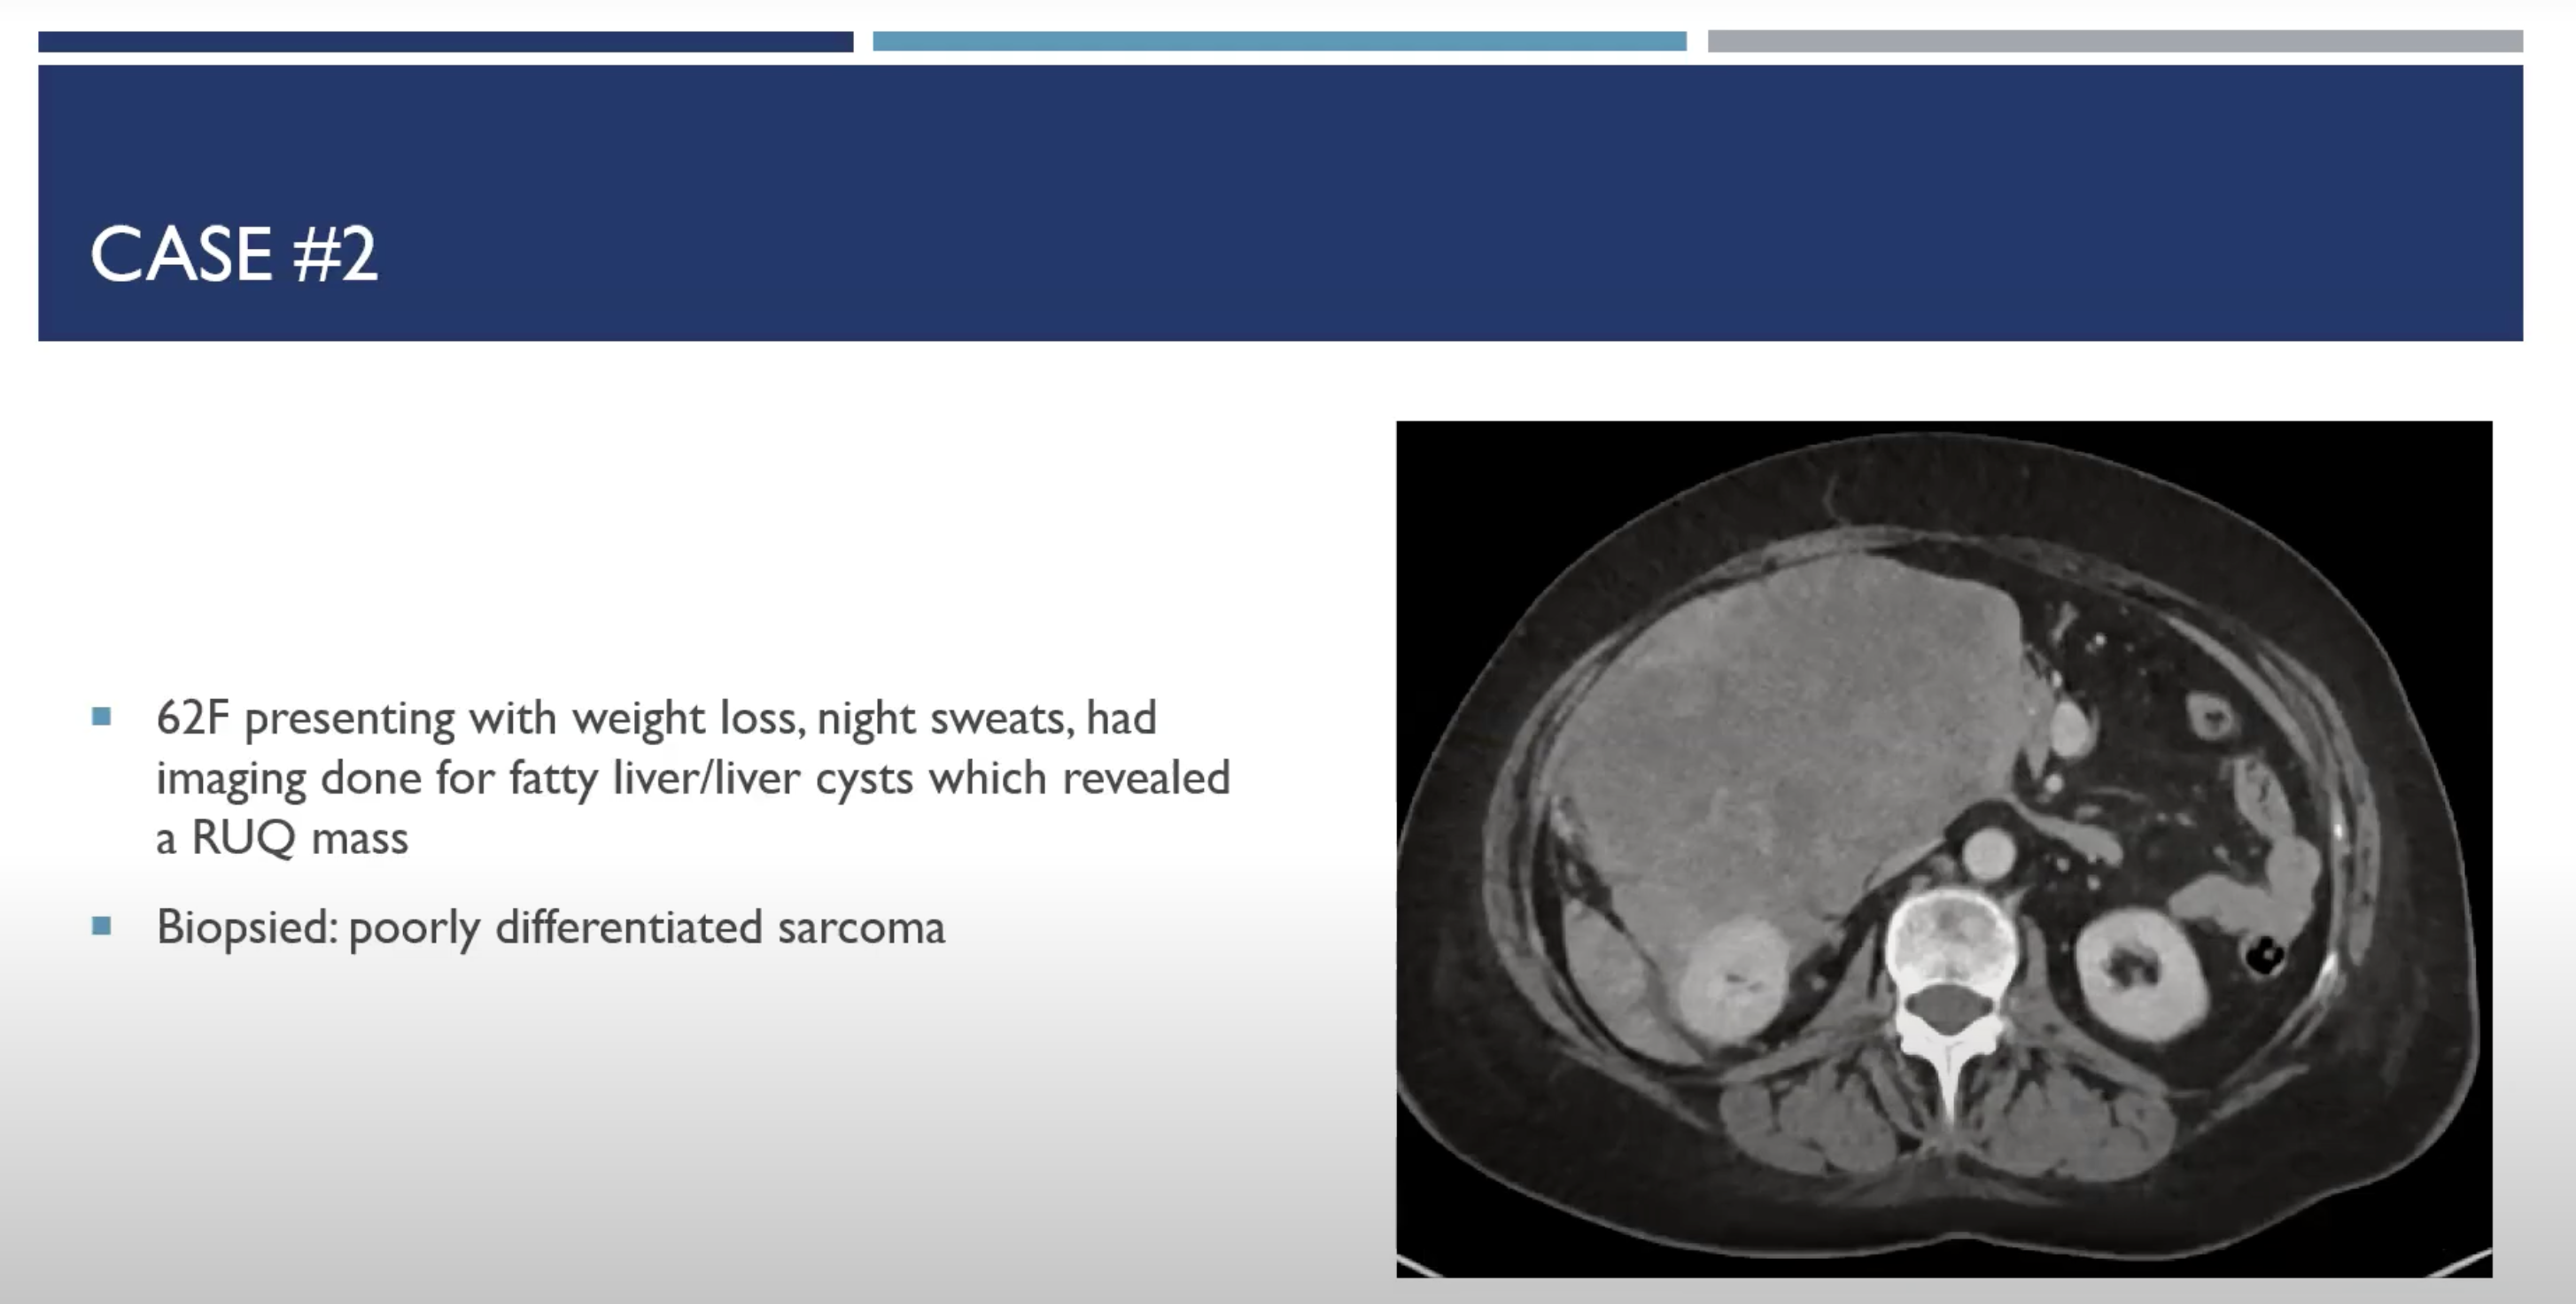 CASE #2
62F presenting with weight loss, night sweats, had
imaging done for fatty liver/liver cysts which revealed
a RUQ mass
Biopsied: poorly differentiated sarcoma